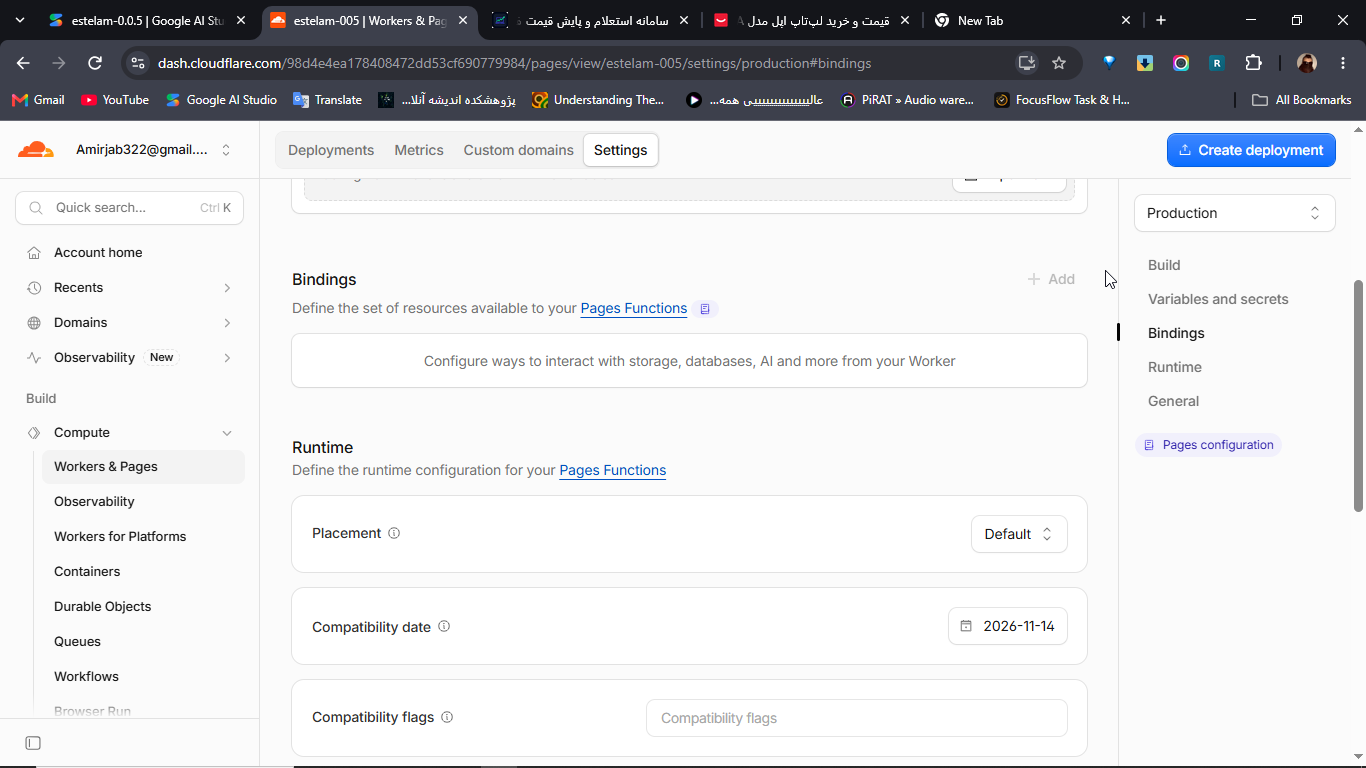 estelam-0.0.5 | Google AI Stu
estelam-005 | Workers & Pag
سامانه استعلام و پایش قیمت
قیمت و خرید لپ‌تاپ اپل مدل A
New Tab
dash.cloudflare.com/98d4e4ea178408472dd53cf690779984/pages/view/estelam-005/settings/production#bindings
R
Gmail
YouTube
Google AI Studio
Translate
پژوهشکده اندیشه آنلا...
Understanding The...
عالیسسسسسسی همه...
PiRAT » Audio ware...
FocusFlow Task & H...
All Bookmarks
Amirjab322@gmail....
Deployments
Metrics
Custom domains
Settings
Create deployment
Quick search...
Ctrl K
Production
Account home
Recents
Domains
Observability
New
Build
Compute
Workers & Pages
Observability
Workers for Platforms
Containers
Durable Objects
Queues
Workflows
Browser Run
Bindings
+ Add
Define the set of resources available to your Pages Functions
Configure ways to interact with storage, databases, AI and more from your Worker
Runtime
Define the runtime configuration for your Pages Functions
Placement
Default
Compatibility date
2026-11-14
Compatibility flags
Compatibility flags
Build
Variables and secrets
Bindings
Runtime
General
Pages configuration